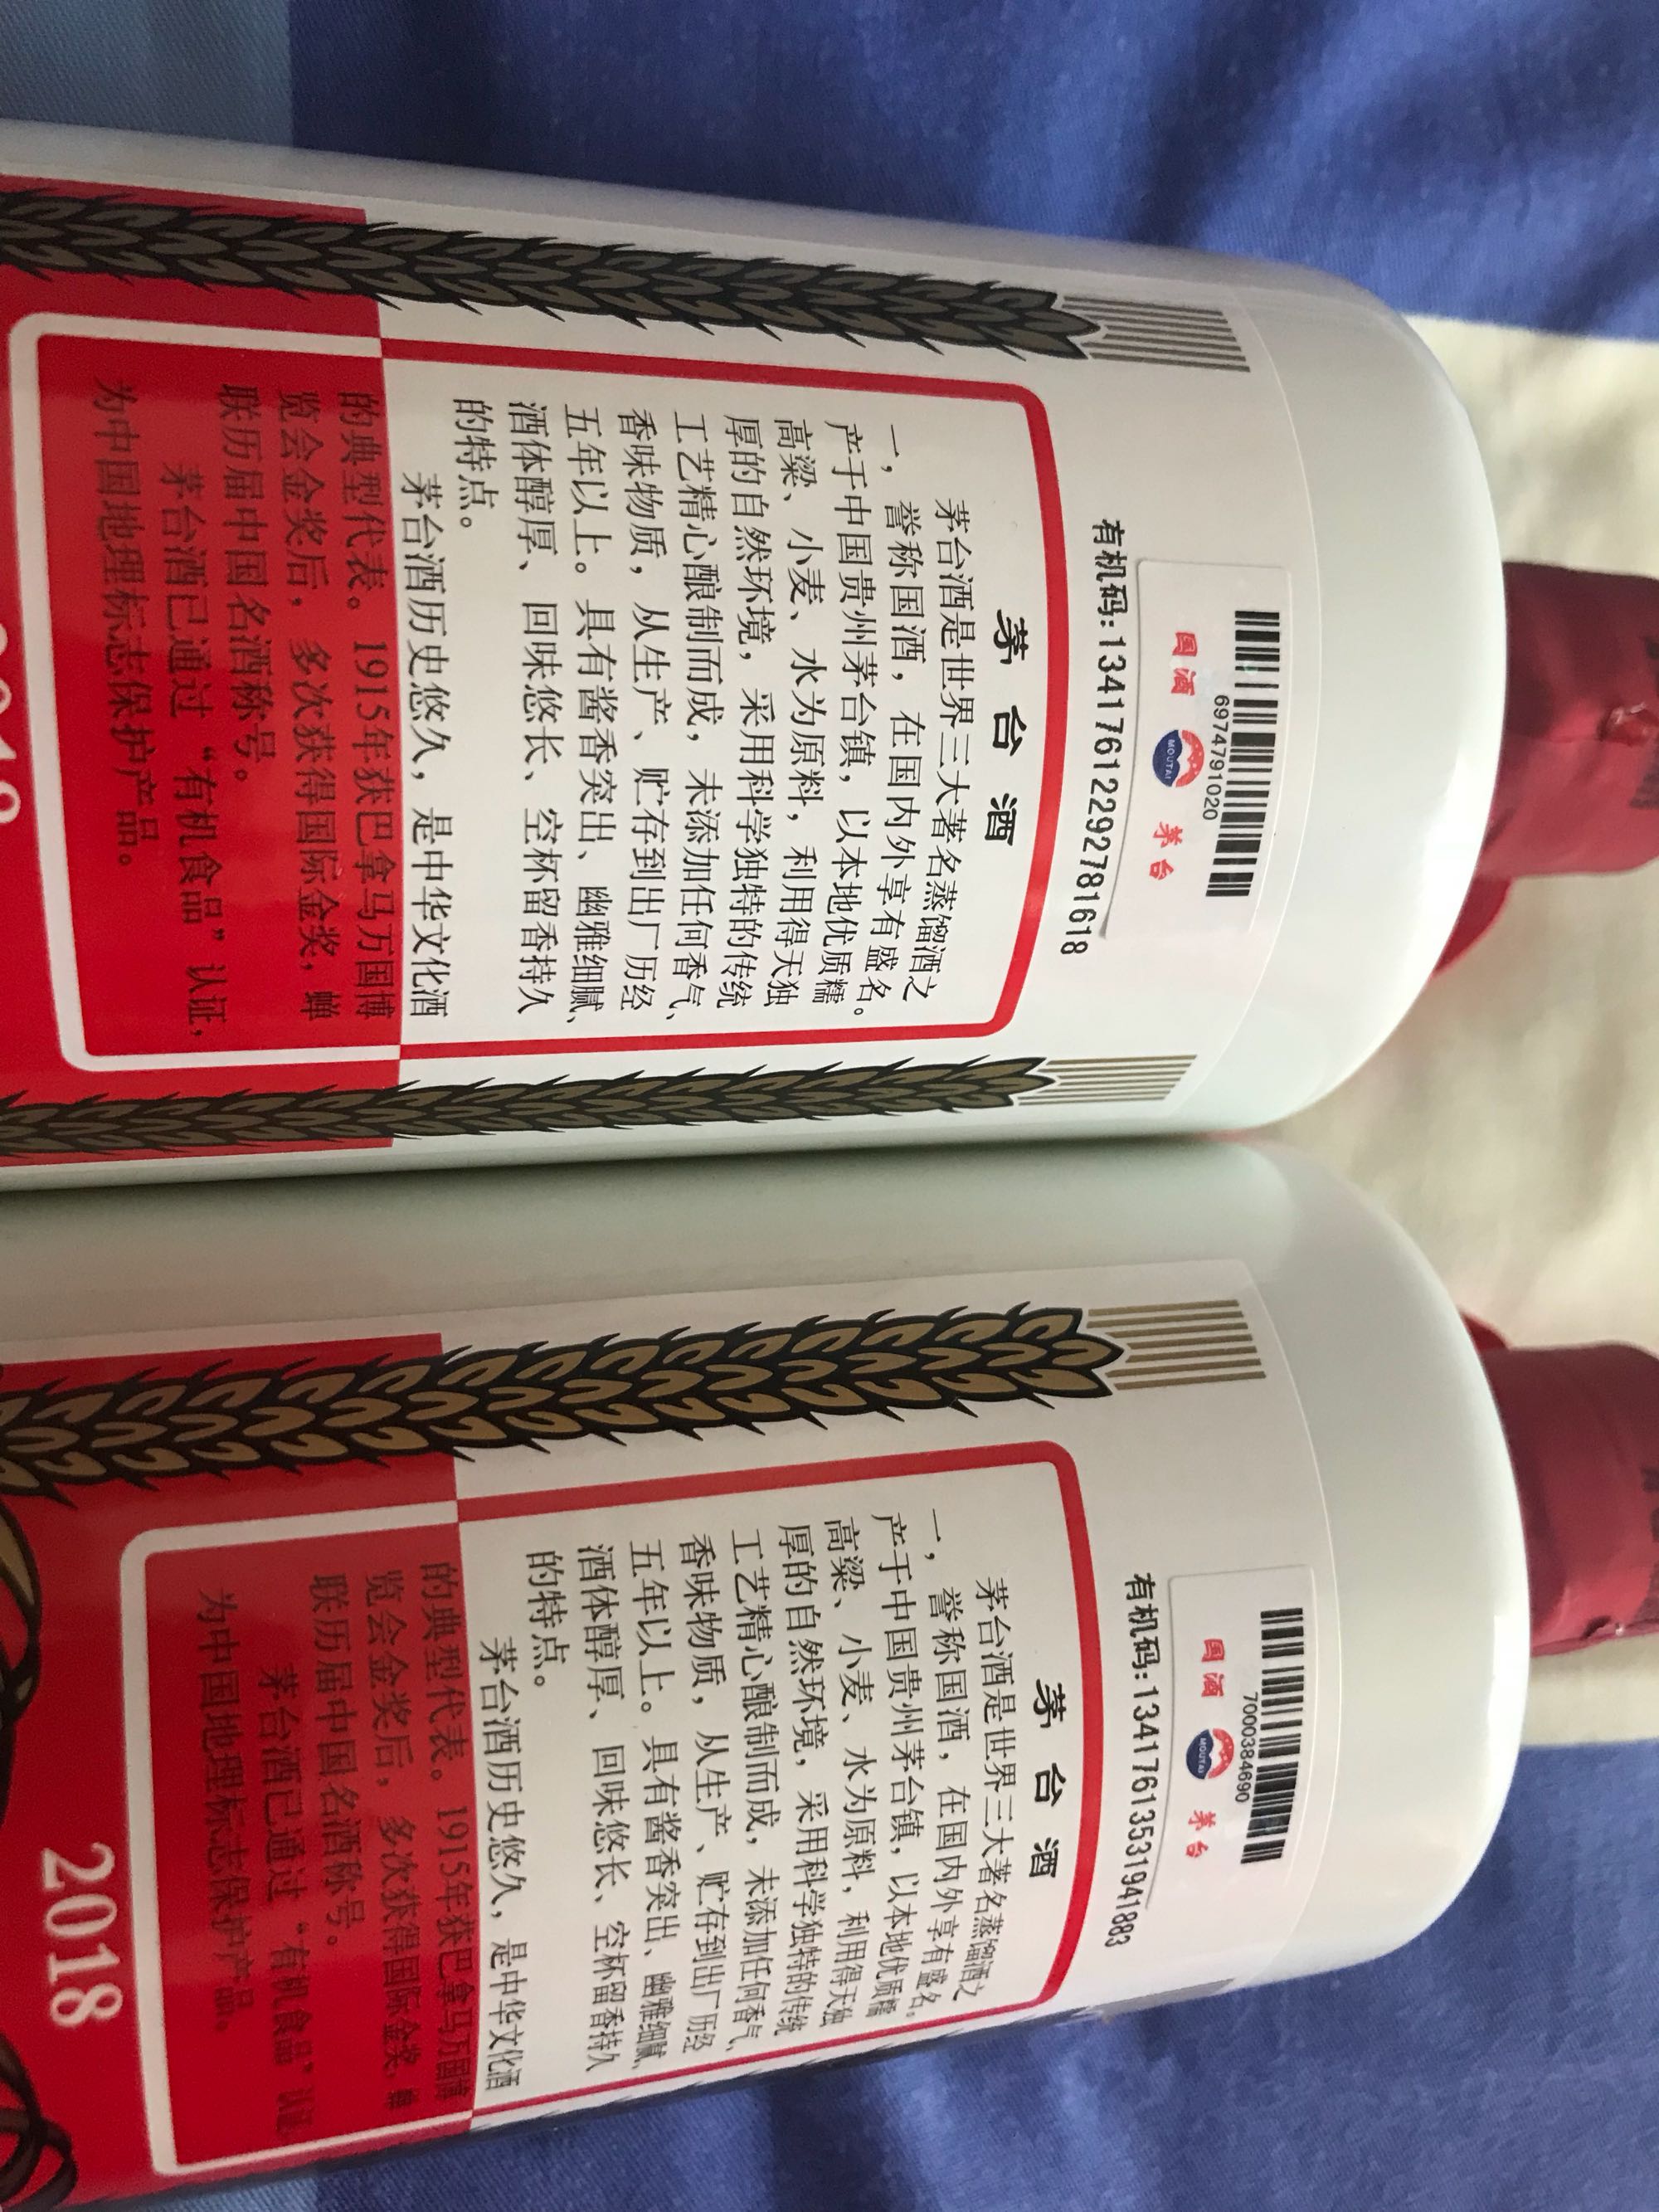 6974791020
国酒 MOUTAI 茅台
有机码:13417612292781618
茅台酒
茅台酒是世界三大著名蒸馏酒之
一，誉称国酒，在国内外享有盛名。
产于中国贵州茅台镇，以本地优质糯
高粱、小麦、水为原料，利用得天独
厚的自然环境，采用科学独特的传统
工艺精心酿制而成，未添加任何香气、
香味物质，从生产、贮存到出厂历经
五年以上。具有酱香突出、幽雅细腻、
酒体醇厚、回味悠长、空杯留香持久
的特点。
茅台酒历史悠久，是中华文化酒
的典型代表。1915年获巴拿马万国博
览会金奖后，多次获得国际金奖，蝉
联历届中国名酒称号。
茅台酒已通过“有机食品”认证，
为中国地理标志保护产品。
7000384690
国酒 MOUTAI 茅台
有机码:13417613531941883
茅台酒
茅台酒是世界三大著名蒸馏酒之
一，誉称国酒，在国内外享有盛名。
产于中国贵州茅台镇，以本地优质糯
高粱、小麦、水为原料，利用得天独
厚的自然环境，采用科学独特的传统
工艺精心酿制而成，未添加任何香气、
香味物质，从生产、贮存到出厂历经
五年以上。具有酱香突出、幽雅细腻、
酒体醇厚、回味悠长、空杯留香持久
的特点。
茅台酒历史悠久，是中华文化酒
的典型代表。1915年获巴拿马万国博
览会金奖后，多次获得国际金奖，蝉
联历届中国名酒称号。
茅台酒已通过“有机食品”认证，
为中国地理标志保护产品。
2018